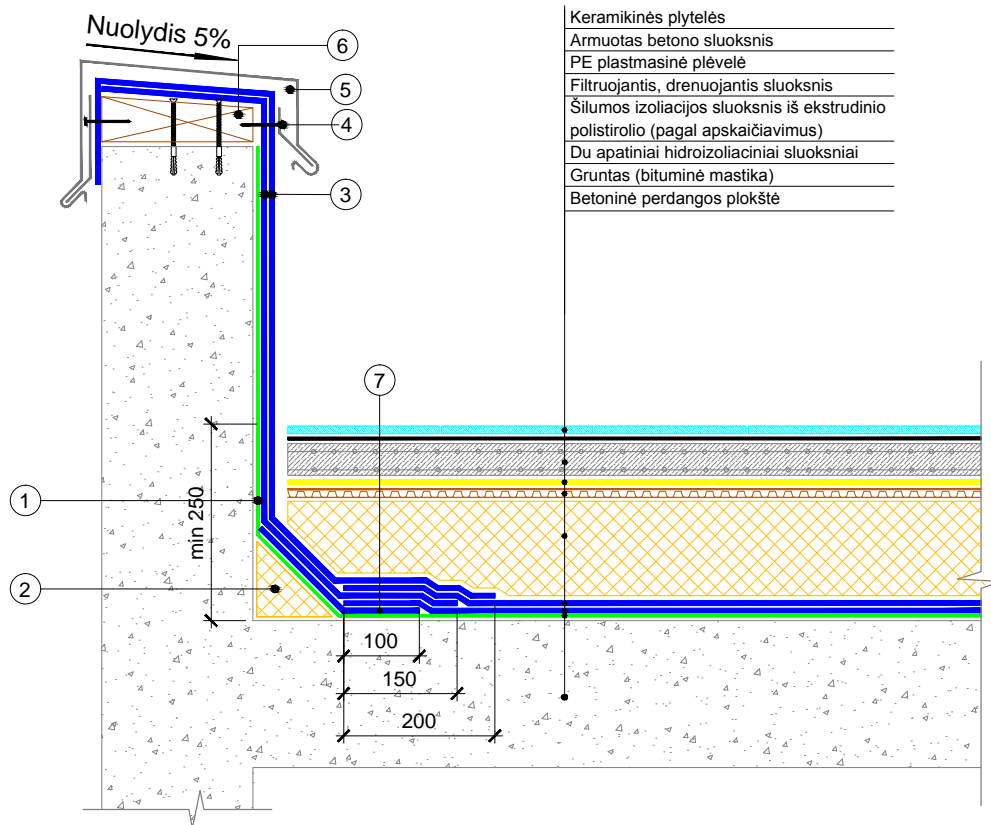 Nuolydis 5%
6
5
4
3
7
1
2
min 250
100
150
200
Keramikinės plytelės
Armuotas betono sluoksnis
PE plastmasinė plėvelė
Filtruojantis, drenuojantis sluoksnis
Šilumos izoliacijos sluoksnis iš ekstrudinio
polistirolio (pagal apskaičiavimus)
Du apatiniai hidroizoliaciniai sluoksniai
Gruntas (bituminė mastika)
Betoninė perdangos plokštė